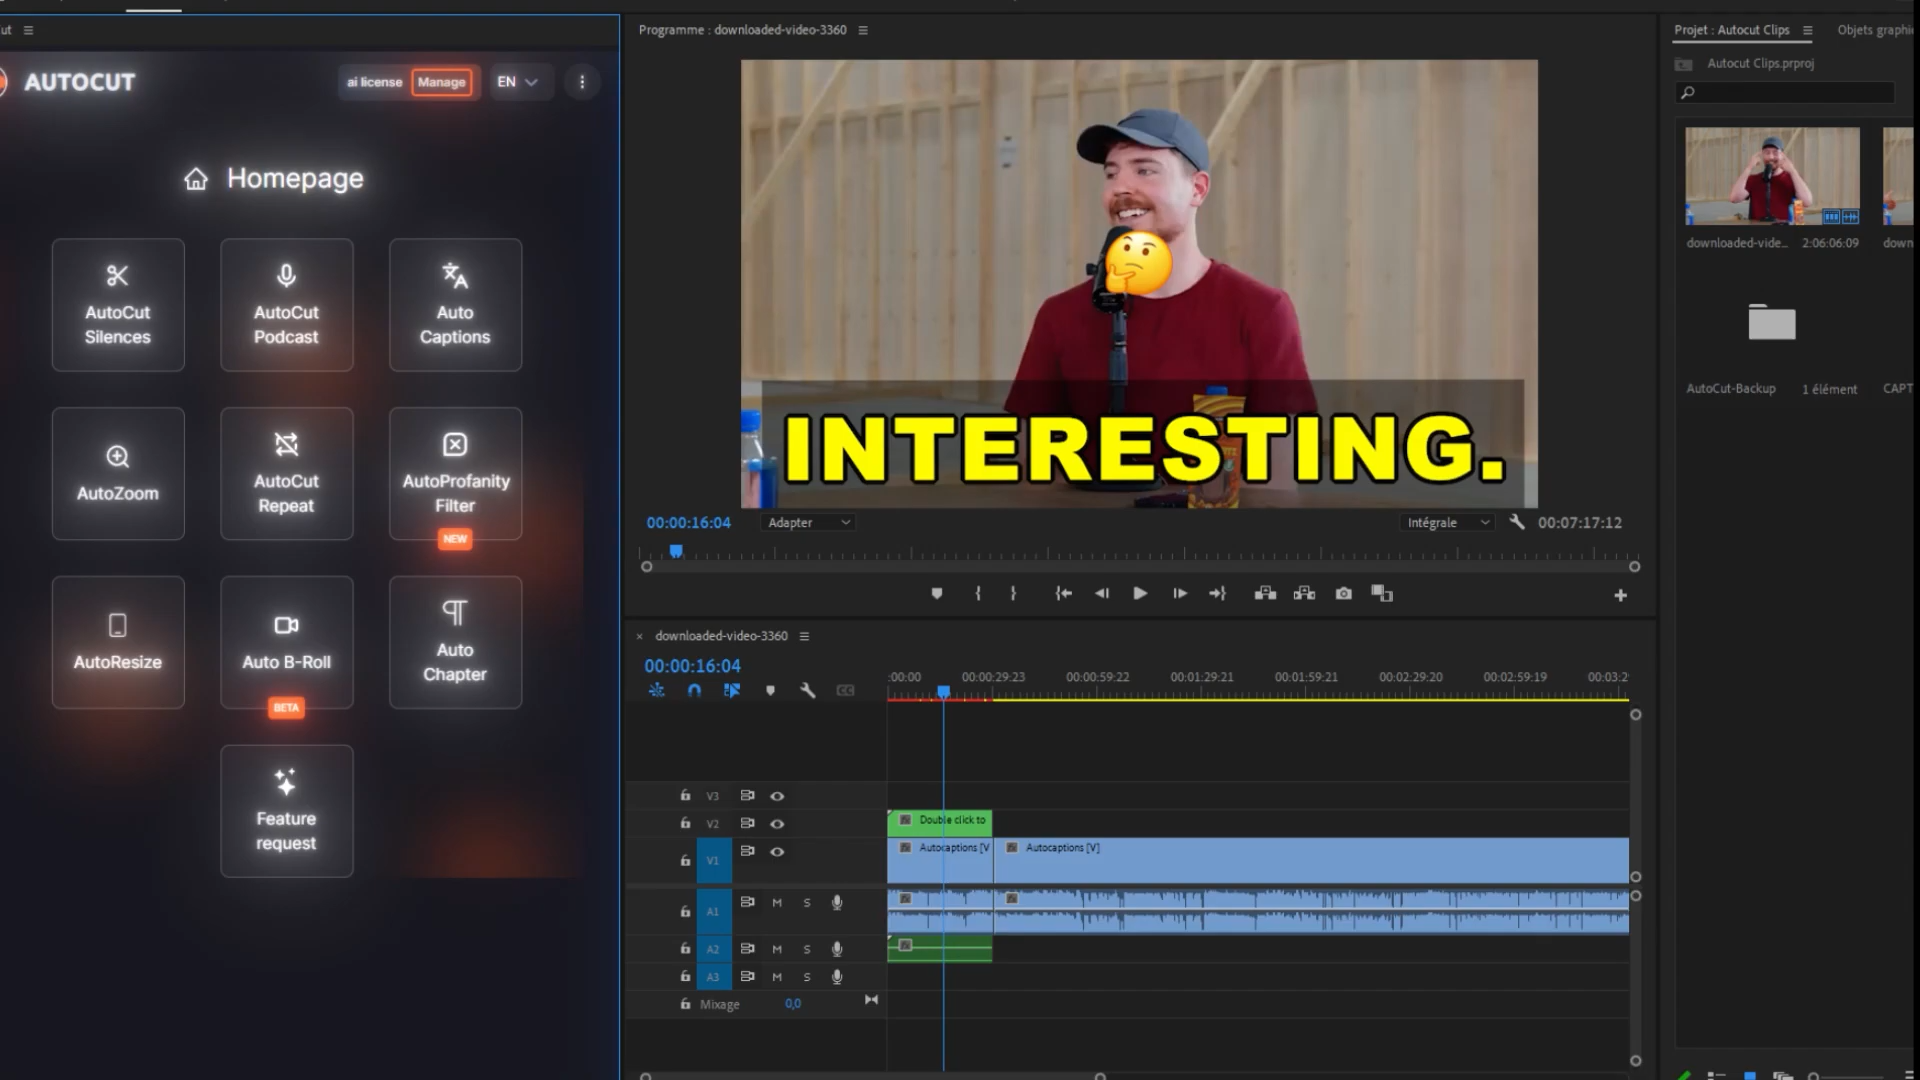 ut
AUTOCUT
ai license Manage
EN
Homepage
AutoCut Silences
AutoCut Podcast
Auto Captions
AutoZoom
AutoCut Repeat
AutoProfanity Filter
NEW
AutoResize
Auto B-Roll
BETA
Auto Chapter
Feature request
Programme : downloaded-video-3360
INTERESTING.
00:00:16:04
Adapter
Intégrale
00:07:17:12
downloaded-video-3360
00:00:16:04
:00:00 00:00:29:23 00:00:59:22 00:01:29:21 00:01:59:21 00:02:29:20 00:02:59:19 00:03:2
V3
V2
Double click to
V1
Autocaptions [V
Autocaptions [V]
A1 M S
A2 M S
A3 M S
Mixage 0,0
Projet : Autocut Clips
Objets graphi
Autocut Clips.prproj
downloaded-vide... 2:06:06:09
down
AutoCut-Backup 1 élément
CAPT